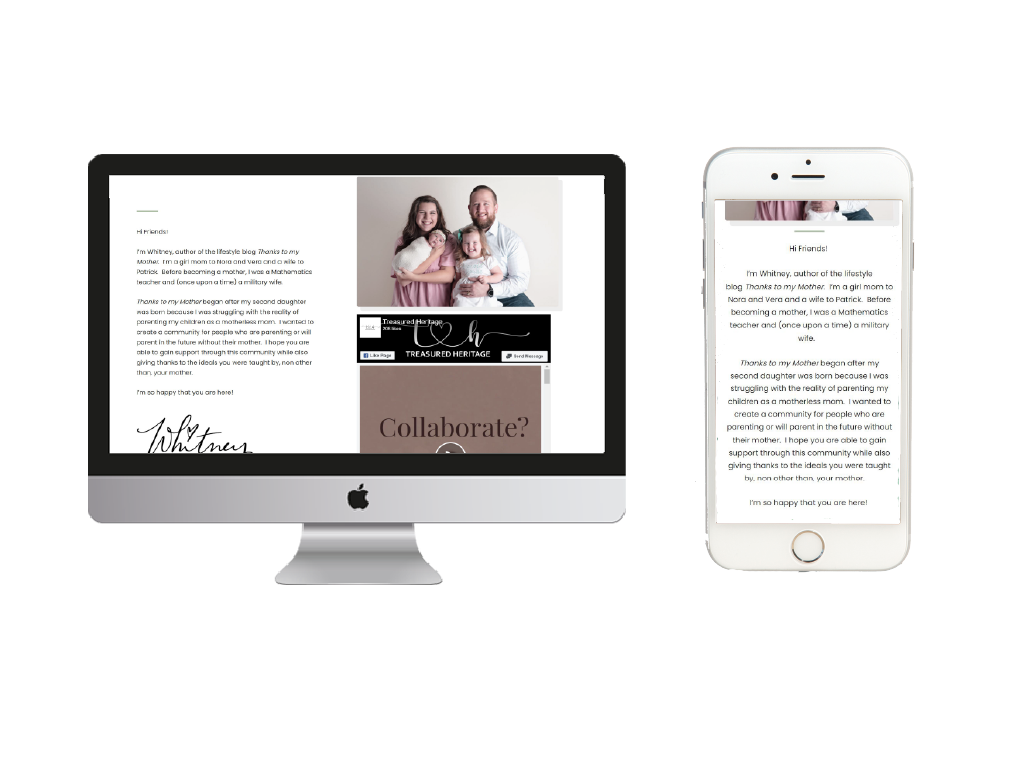 Hi Friends!
I'm Whitney, author of the lifestyle blog Thanks to my
Mother.  I'm a girl mom to Nora and Vera and a wife to
Patrick.  Before becoming a mother, I was a Mathematics
teacher and (once upon a time) a military wife.
Thanks to my Mother began after my second daughter
was born because I was struggling with the reality of
parenting my children as a motherless mom.  I wanted to
create a community for people who are parenting or will
parent in the future without their mother.  I hope you are
able to gain support through this community while also
giving thanks to the ideals you were taught by, non other
than, your mother.
I'm so happy that you are here!
Whitney
Treasured Heritage
208 likes
t h
TREASURED HERITAGE
Like Page
Send Message
Collaborate?
Hi Friends!
I'm Whitney, author of the lifestyle
blog Thanks to my Mother.  I'm a girl mom to
Nora and Vera and a wife to Patrick.  Before
becoming a mother, I was a Mathematics
teacher and (once upon a time) a military
wife.
Thanks to my Mother began after my
second daughter was born because I was
struggling with the reality of parenting my
children as a motherless mom.  I wanted to
create a community for people who are
parenting or will parent in the future without
their mother.  I hope you are able to gain
support through this community while also
giving thanks to the ideals you were taught
by, non other than, your mother.
I'm so happy that you are here!